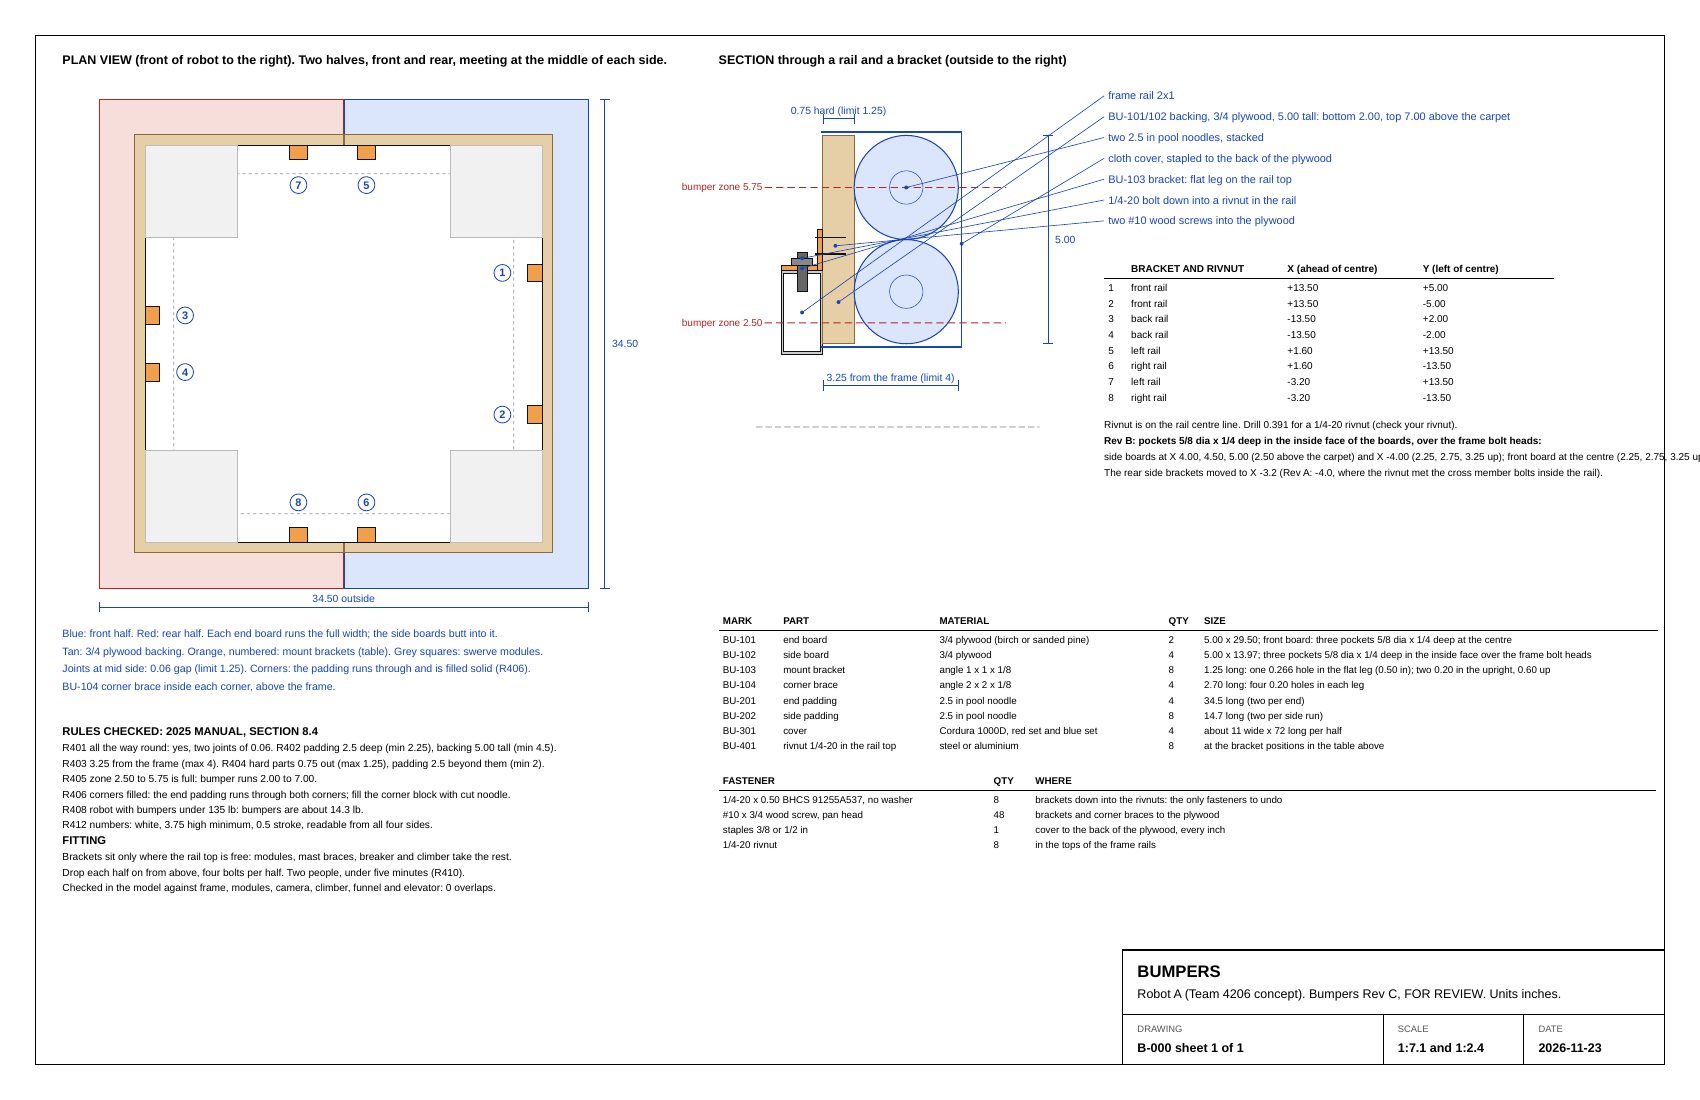 PLAN VIEW (front of robot to the right). Two halves, front and rear, meeting at the middle of each side.
7
5
1
3
4
2
8
6
34.50
34.50 outside
Blue: front half. Red: rear half. Each end board runs the full width; the side boards butt into it.
Tan: 3/4 plywood backing. Orange, numbered: mount brackets (table). Grey squares: swerve modules.
Joints at mid side: 0.06 gap (limit 1.25). Corners: the padding runs through and is filled solid (R406).
BU-104 corner brace inside each corner, above the frame.
RULES CHECKED: 2025 MANUAL, SECTION 8.4
R401 all the way round: yes, two joints of 0.06. R402 padding 2.5 deep (min 2.25), backing 5.00 tall (min 4.5).
R403 3.25 from the frame (max 4). R404 hard parts 0.75 out (max 1.25), padding 2.5 beyond them (min 2).
R405 zone 2.50 to 5.75 is full: bumper runs 2.00 to 7.00.
R406 corners filled: the end padding runs through both corners; fill the corner block with cut noodle.
R408 robot with bumpers under 135 lb: bumpers are about 14.3 lb.
R412 numbers: white, 3.75 high minimum, 0.5 stroke, readable from all four sides.
FITTING
Brackets sit only where the rail top is free: modules, mast braces, breaker and climber take the rest.
Drop each half on from above, four bolts per half. Two people, under five minutes (R410).
Checked in the model against frame, modules, camera, climber, funnel and elevator: 0 overlaps.
SECTION through a rail and a bracket (outside to the right)
0.75 hard (limit 1.25)
bumper zone 5.75
bumper zone 2.50
3.25 from the frame (limit 4)
5.00
frame rail 2x1
BU-101/102 backing, 3/4 plywood, 5.00 tall: bottom 2.00, top 7.00 above the carpet
two 2.5 in pool noodles, stacked
cloth cover, stapled to the back of the plywood
BU-103 bracket: flat leg on the rail top
1/4-20 bolt down into a rivnut in the rail
two #10 wood screws into the plywood
BRACKET AND RIVNUT X (ahead of centre) Y (left of centre)
1 front rail +13.50 +5.00
2 front rail +13.50 -5.00
3 back rail -13.50 +2.00
4 back rail -13.50 -2.00
5 left rail +1.60 +13.50
6 right rail +1.60 -13.50
7 left rail -3.20 +13.50
8 right rail -3.20 -13.50
Rivnut is on the rail centre line. Drill 0.391 for a 1/4-20 rivnut (check your rivnut).
Rev B: pockets 5/8 dia x 1/4 deep in the inside face of the boards, over the frame bolt heads:
side boards at X 4.00, 4.50, 5.00 (2.50 above the carpet) and X -4.00 (2.25, 2.75, 3.25 up); front board at the centre (2.25, 2.75, 3.25 up
The rear side brackets moved to X -3.2 (Rev A: -4.0, where the rivnut met the cross member bolts inside the rail).
MARK PART MATERIAL QTY SIZE
BU-101 end board 3/4 plywood (birch or sanded pine) 2 5.00 x 29.50; front board: three pockets 5/8 dia x 1/4 deep at the centre
BU-102 side board 3/4 plywood 4 5.00 x 13.97; three pockets 5/8 dia x 1/4 deep in the inside face over the frame bolt heads
BU-103 mount bracket angle 1 x 1 x 1/8 8 1.25 long: one 0.266 hole in the flat leg (0.50 in); two 0.20 in the upright, 0.60 up
BU-104 corner brace angle 2 x 2 x 1/8 4 2.70 long: four 0.20 holes in each leg
BU-201 end padding 2.5 in pool noodle 4 34.5 long (two per end)
BU-202 side padding 2.5 in pool noodle 8 14.7 long (two per side run)
BU-301 cover Cordura 1000D, red set and blue set 4 about 11 wide x 72 long per half
BU-401 rivnut 1/4-20 in the rail top steel or aluminium 8 at the bracket positions in the table above
FASTENER QTY WHERE
1/4-20 x 0.50 BHCS 91255A537, no washer 8 brackets down into the rivnuts: the only fasteners to undo
#10 x 3/4 wood screw, pan head 48 brackets and corner braces to the plywood
staples 3/8 or 1/2 in 1 cover to the back of the plywood, every inch
1/4-20 rivnut 8 in the tops of the frame rails
BUMPERS
Robot A (Team 4206 concept). Bumpers Rev C, FOR REVIEW. Units inches.
DRAWING SCALE DATE
B-000 sheet 1 of 1 1:7.1 and 1:2.4 2026-11-23